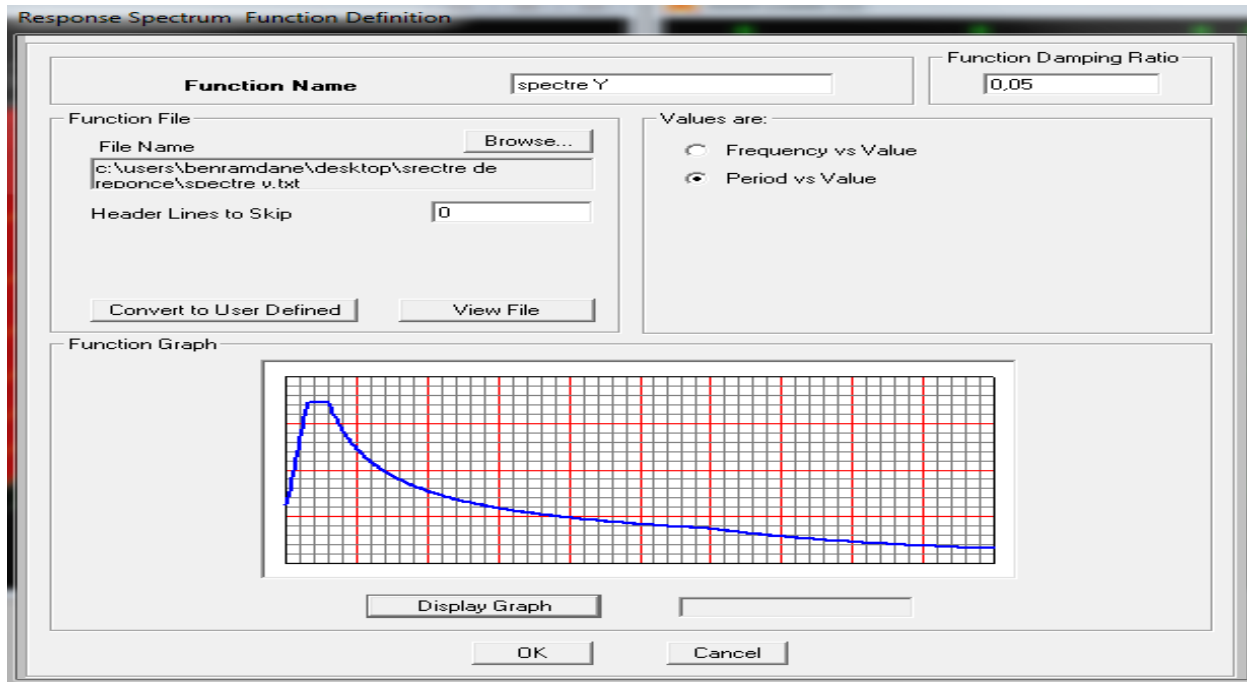 Response Spectrum Function Definition
Function Damping Ratio
Function Name
spectre Y
0,05
Function File
Values are:
File Name
Browse...
Frequency vs Value
c:\users\benramdane\desktop\srectre de
reponce\spectre y.txt
Period vs Value
Header Lines to Skip
0
Convert to User Defined
View File
Function Graph
Display Graph
OK
Cancel